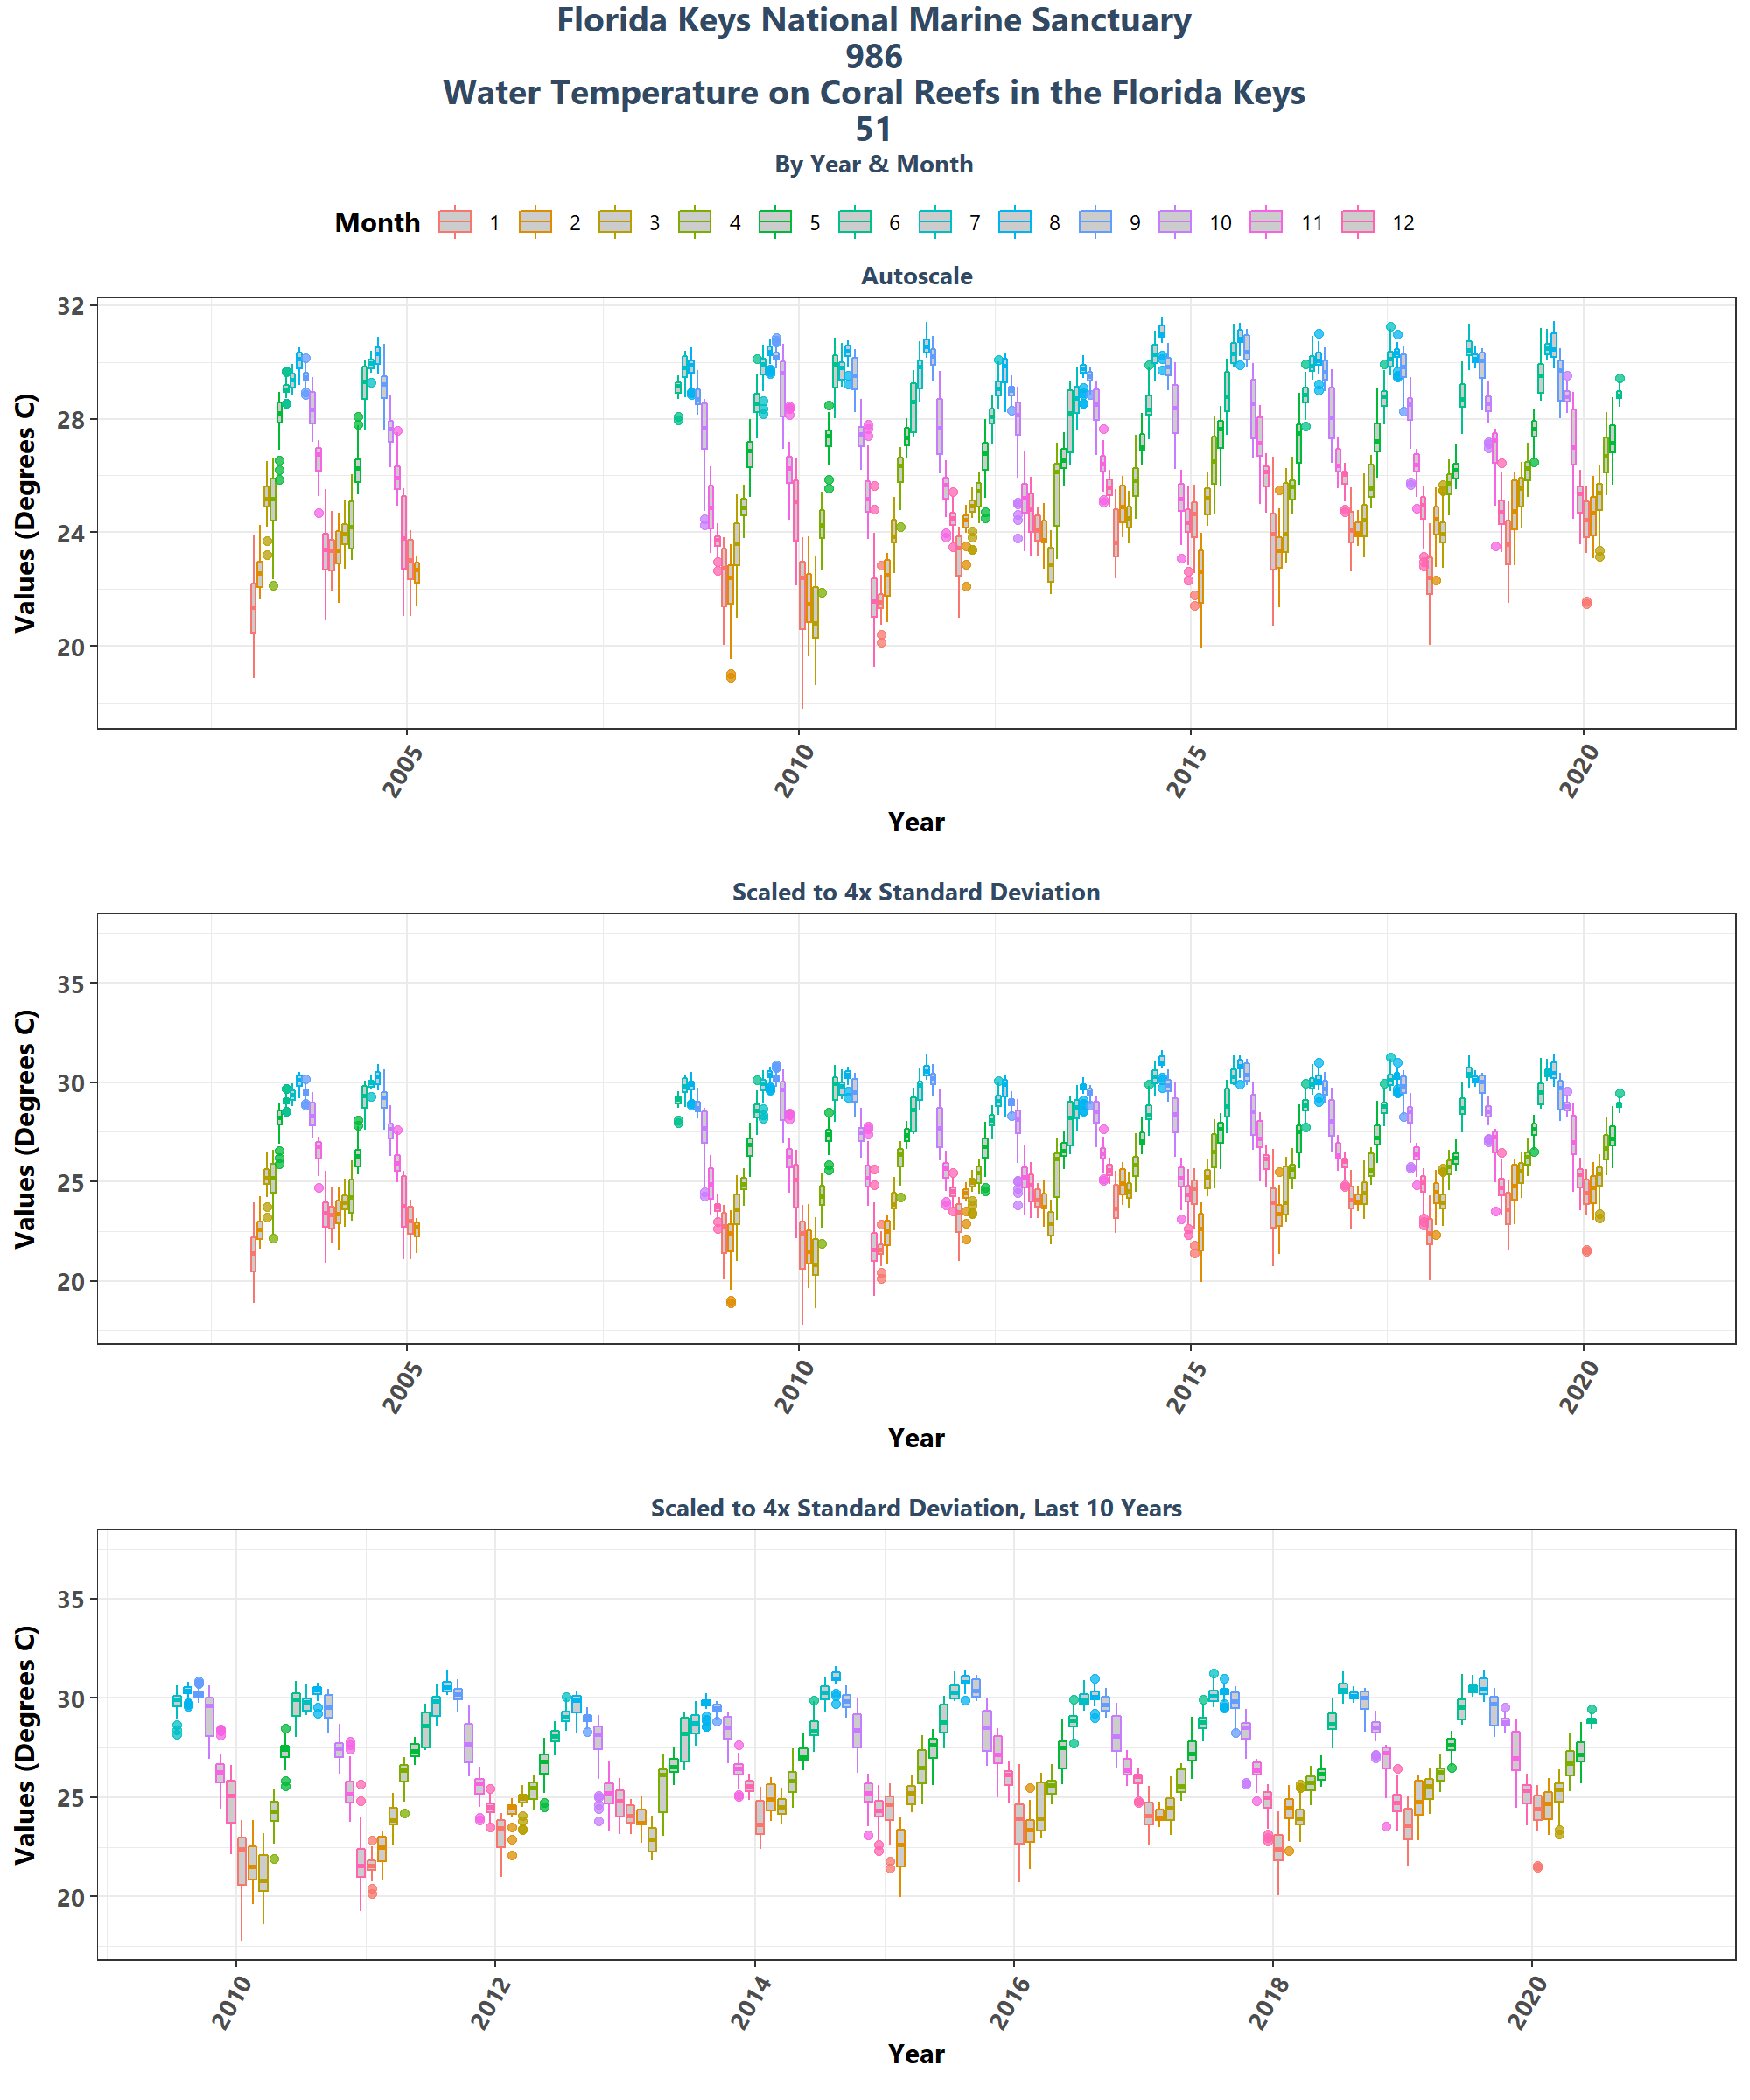 Florida Keys National Marine Sanctuary
986
Water Temperature on Coral Reefs in the Florida Keys
51
By Year & Month
Month 1 2 3 4 5 6 7 8 9 10 11 12
Autoscale
Values (Degrees C)
32
28
24
20
2005 2010 2015 2020
Year
Scaled to 4x Standard Deviation
Values (Degrees C)
35
30
25
20
2005 2010 2015 2020
Year
Scaled to 4x Standard Deviation, Last 10 Years
Values (Degrees C)
35
30
25
20
2010 2012 2014 2016 2018 2020
Year